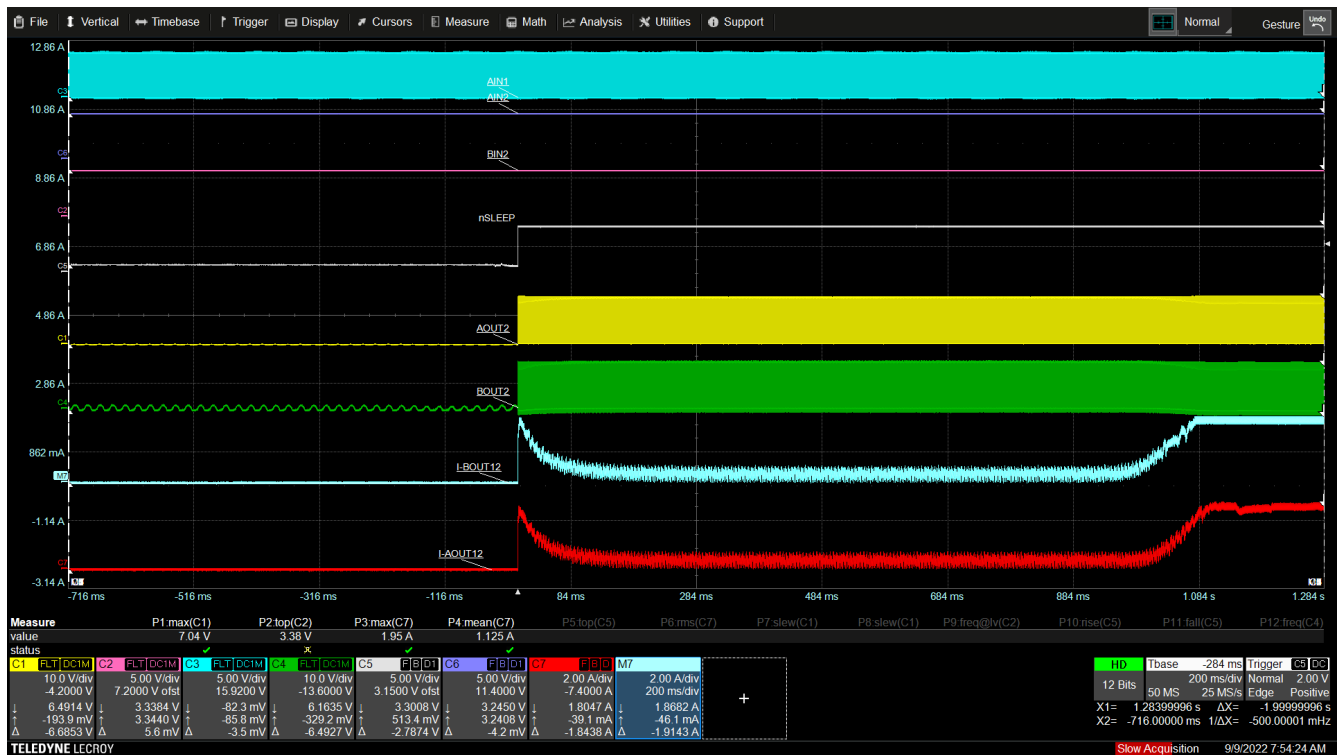 File Vertical Timebase Trigger Display Cursors Measure Math Analysis Utilities Support Normal Gesture Undo
12.86 A
C3
AIN1
AIN2
10.86 A
C6
BIN2
8.86 A
C2
nSLEEP
6.86 A
C5
4.86 A
AOUT2
C1
2.86 A
BOUT2
C4
862 mA
I-BOUT12
M7
-1.14 A
I-AOUT12
C7
-3.14 A
-716 ms -516 ms -316 ms -116 ms 84 ms 284 ms 484 ms 684 ms 884 ms 1.084 s 1.284 s
Measure P1:max(C1) P2:top(C2) P3:max(C7) P4:mean(C7) P5:top(C5) P6:rms(C7) P7:slew(C1) P8:slew(C1) P9:freq@lv(C2) P10:rise(C5) P11:fall(C5) P12:freq(C4)
value 7.04 V 3.38 V 1.95 A 1.125 A
status
C1 FLT DC1M C2 FLT DC1M C3 FLT DC1M C4 FLT DC1M C5 F B D1 C6 F B D1 C7 F B D M7 HD Tbase -284 ms Trigger C5 DC
10.0 V/div 5.00 V/div 5.00 V/div 10.0 V/div 5.00 V/div 5.00 V/div 2.00 A/div 2.00 A/div 200 ms/div Normal 2.00 V
-4.2000 V 7.2000 V ofst 15.9200 V -13.6000 V 3.1500 V ofst 11.4000 V -7.4000 A 200 ms/div 12 Bits 50 MS 25 MS/s Edge Positive
↓ 6.4914 V ↓ 3.3384 V ↓ -82.3 mV ↓ 6.1635 V ↓ 3.3008 V ↓ 3.2450 V ↓ 1.8047 A ↓ 1.8682 A X1= 1.28399996 s ΔX= -1.99999996 s
↑ -193.9 mV ↑ 3.3440 V ↑ -85.8 mV ↑ -329.2 mV ↑ 513.4 mV ↑ 3.2408 V ↑ -39.1 mA ↑ -46.1 mA X2= -716.00000 ms 1/ΔX= -500.00001 mHz
Δ -6.6853 V Δ 5.6 mV Δ -3.5 mV Δ -6.4927 V Δ -2.7874 V Δ -4.2 mV Δ -1.8438 A Δ -1.9143 A
TELEDYNE LECROY Slow Acquisition 9/9/2022 7:54:24 AM